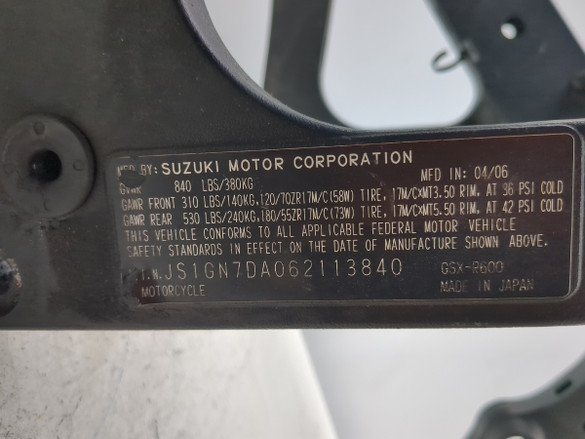 MFD BY: SUZUKI MOTOR CORPORATION
GVWR 840 LBS/380KG MFD IN: 04/06
GAWR FRONT 310 LBS/140KG,120/70ZR17M/C(58W) TIRE, 17M/C×MT3.50 RIM, AT 36 PSI COLD
GAWR REAR 530 LBS/240KG,180/55ZR17M/C(73W) TIRE, 17M/C×MT5.50 RIM, AT 42 PSI COLD
THIS VEHICLE CONFORMS TO ALL APPLICABLE FEDERAL MOTOR VEHICLE
SAFETY STANDARDS IN EFFECT ON THE DATE OF MANUFACTURE SHOWN ABOVE.
JS1GN7DA062113840 GSX-R600
MOTORCYCLE MADE IN JAPAN